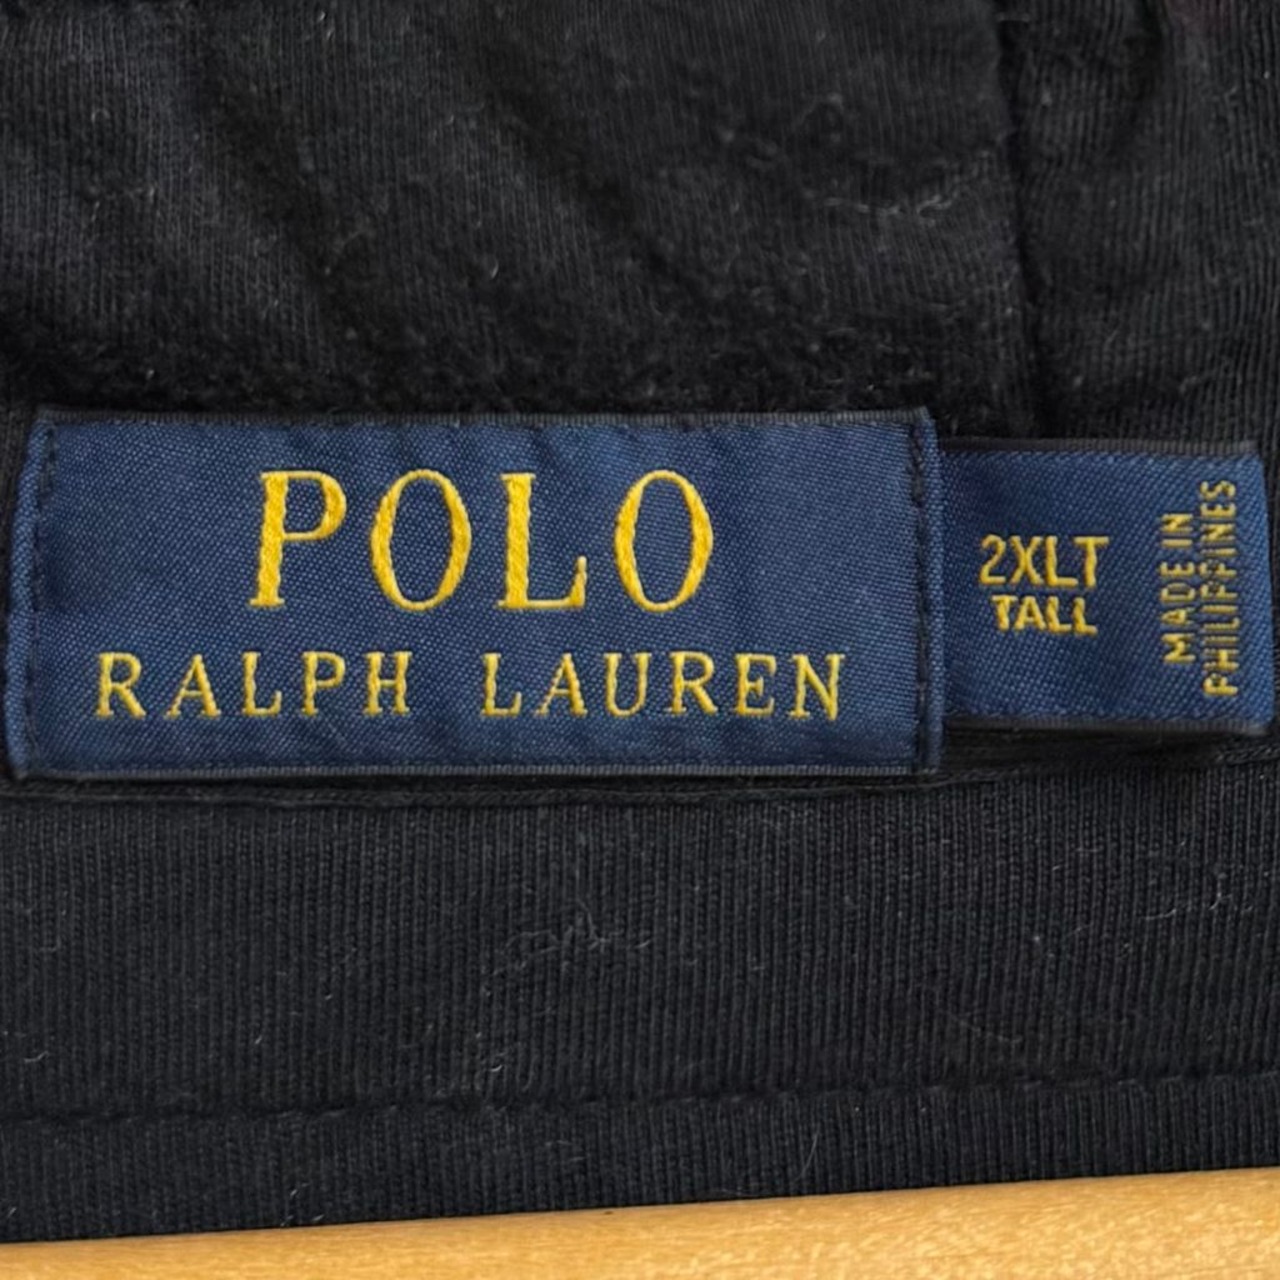 POLO
RALPH LAUREN
2XLT
TALL
MADE IN
PHILIPPINES